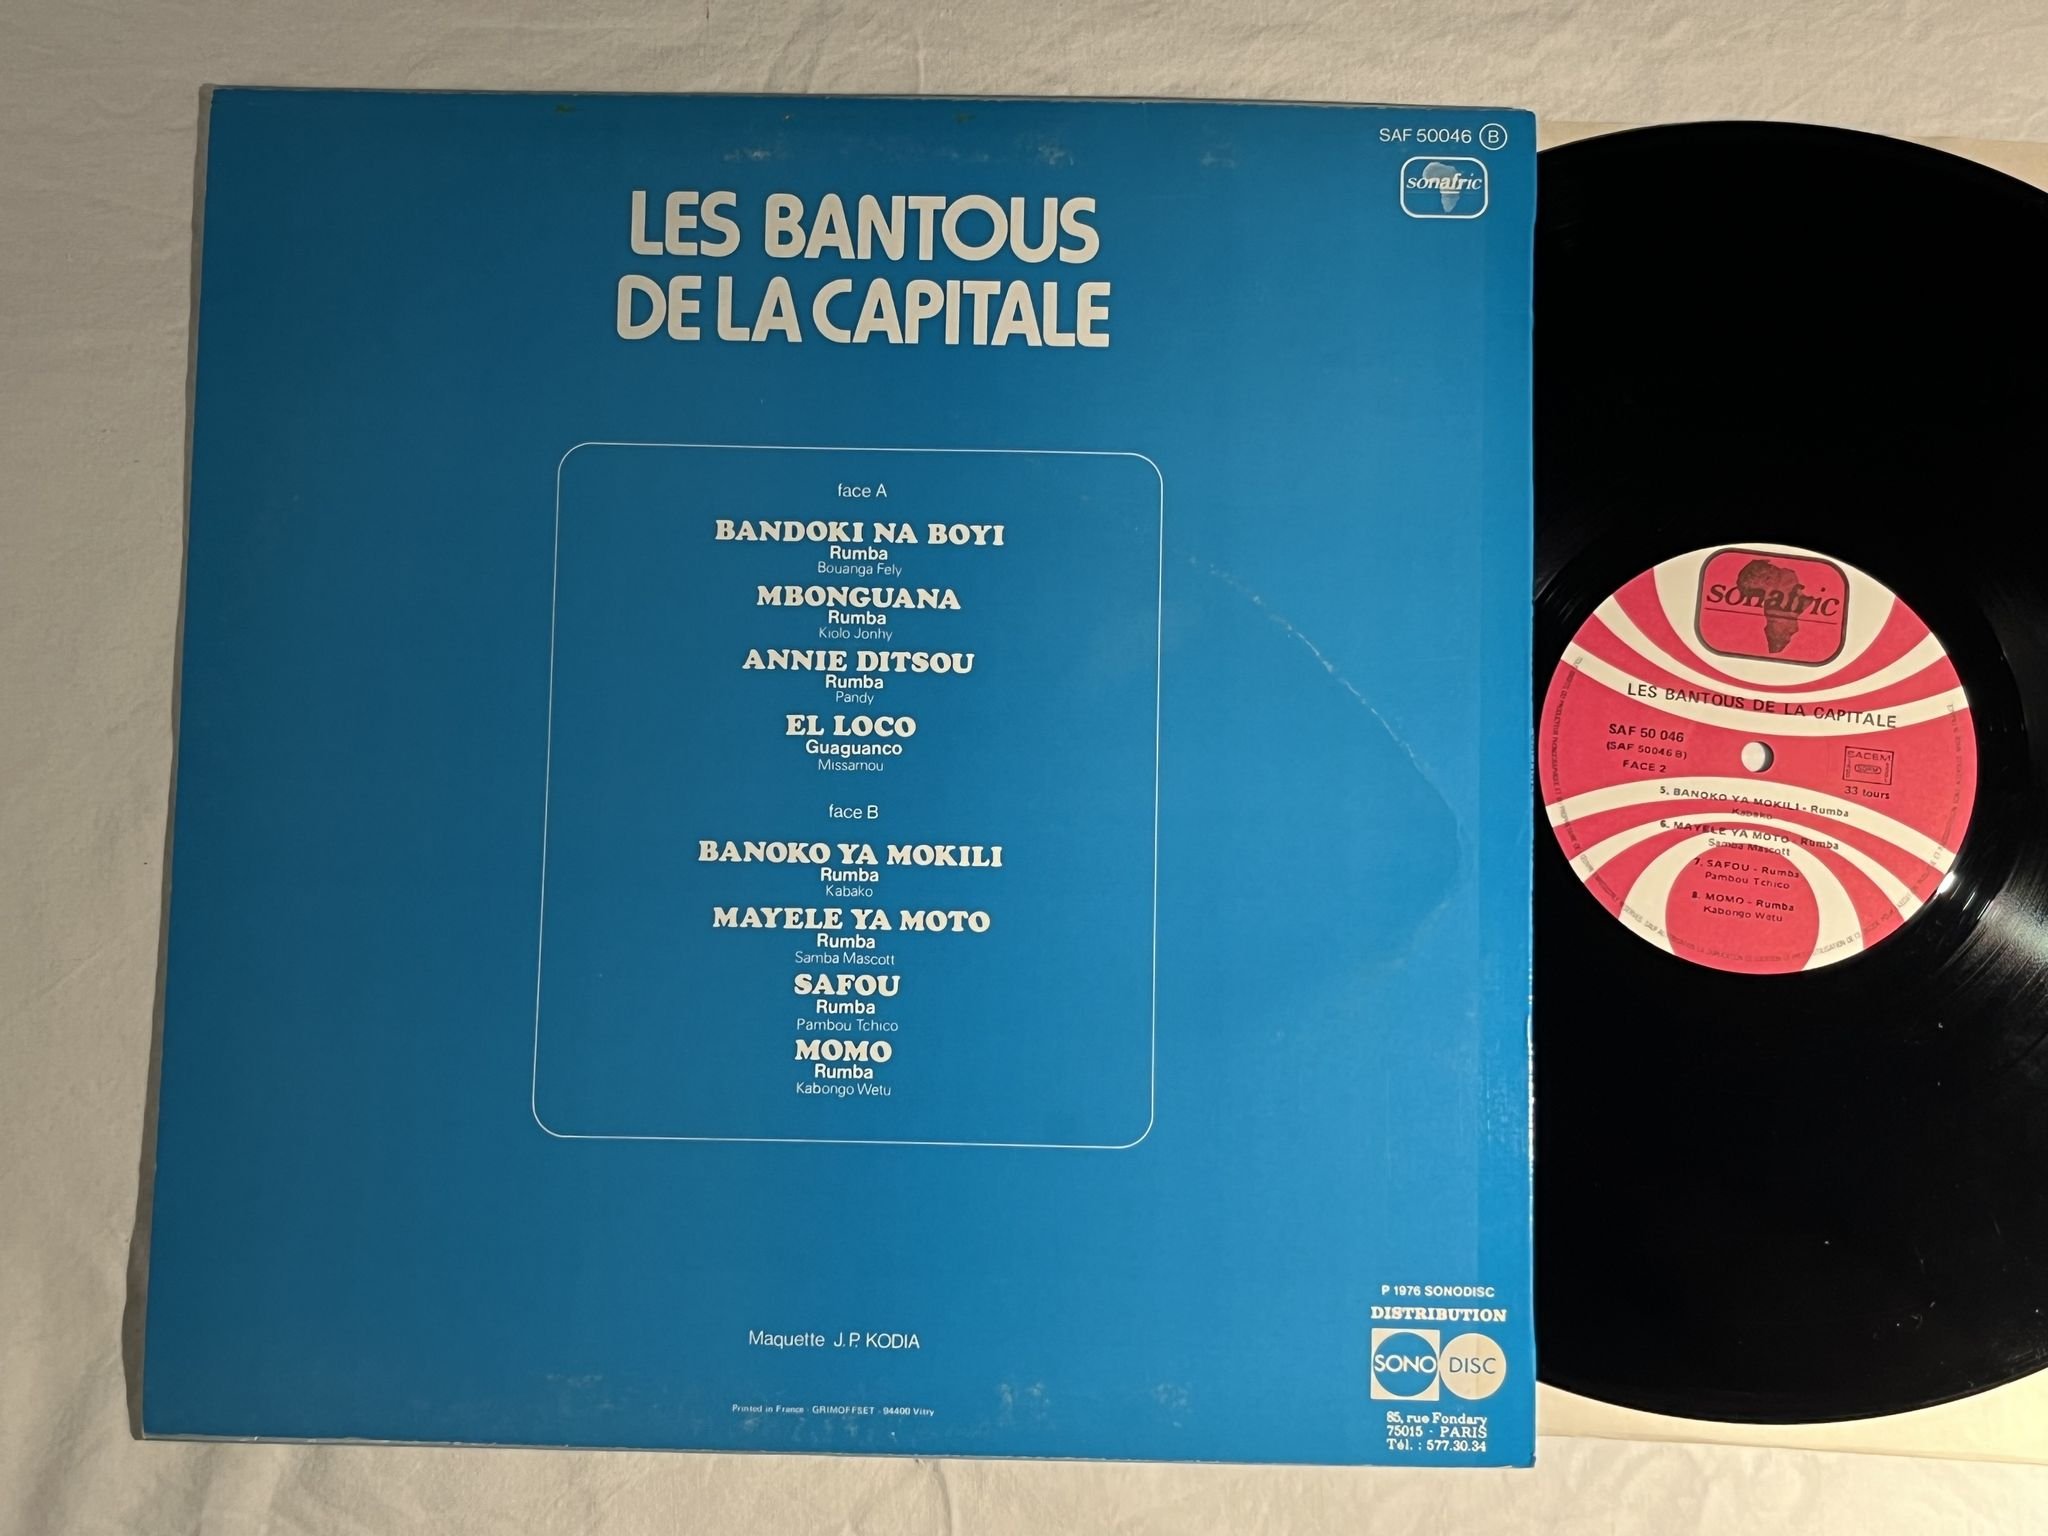 SAF 50046 B
sonafric
LES BANTOUS
DE LA CAPITALE
face A
BANDOKI NA BOYI
Rumba
Bouanga Fely
MBONGUANA
Rumba
Kiolo Jonhy
ANNIE DITSOU
Rumba
Pandy
EL LOCO
Guaguanco
Missamou
face B
BANOKO YA MOKILI
Rumba
Kabako
MAYELE YA MOTO
Rumba
Samba Mascott
SAFOU
Rumba
Pambou Tchico
MOMO
Rumba
Kabongo Wetu
Maquette J.P. KODIA
Printed in France - GRIMOFFSET - 94400 Vitry
P 1976 SONODISC
DISTRIBUTION
SONO DISC
85, rue Fondary
75015 - PARIS
Tél. : 577.30.34
sonafric
LES BANTOUS DE LA CAPITALE
SAF 50 046
(SAF 50046 B)
FACE 2
SACEM
33 tours
5. BANOKO YA MOKILI - Rumba
Kabako
6. MAYELE YA MOTO - Rumba
Samba Mascott
7. SAFOU - Rumba
Pambou Tchico
8. MOMO - Rumba
Kabongo Wetu